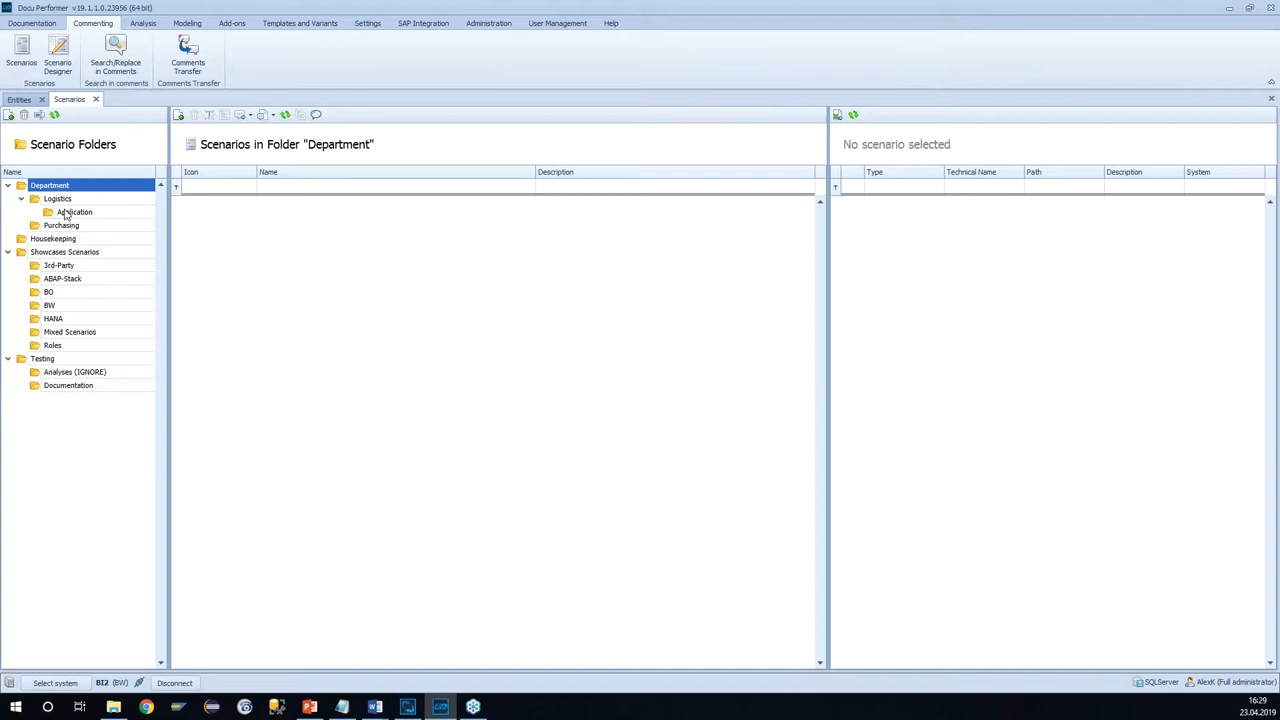 Docu Performer v19.1.1.0.23956 (64 bit)
Documentation Commenting Analysis Modeling Add-ons Templates and Variants Settings SAP Integration Administration User Management Help
Scenarios Scenario Designer Search/Replace in Comments Comments Transfer
Scenarios Search in comments Comments Transfer
Entities Scenarios
Scenario Folders Scenarios in Folder "Department" No scenario selected
Name Icon Name Description Type Technical Name Path Description System
Department
Logistics
Application
Purchasing
Housekeeping
Showcases Scenarios
3rd-Party
ABAP-Stack
BO
BW
HANA
Mixed Scenarios
Roles
Testing
Analyses (IGNORE)
Documentation
Select system BI2 (BW) Disconnect SQLServer AlexK (Full administrator)
16:29
23.04.2019